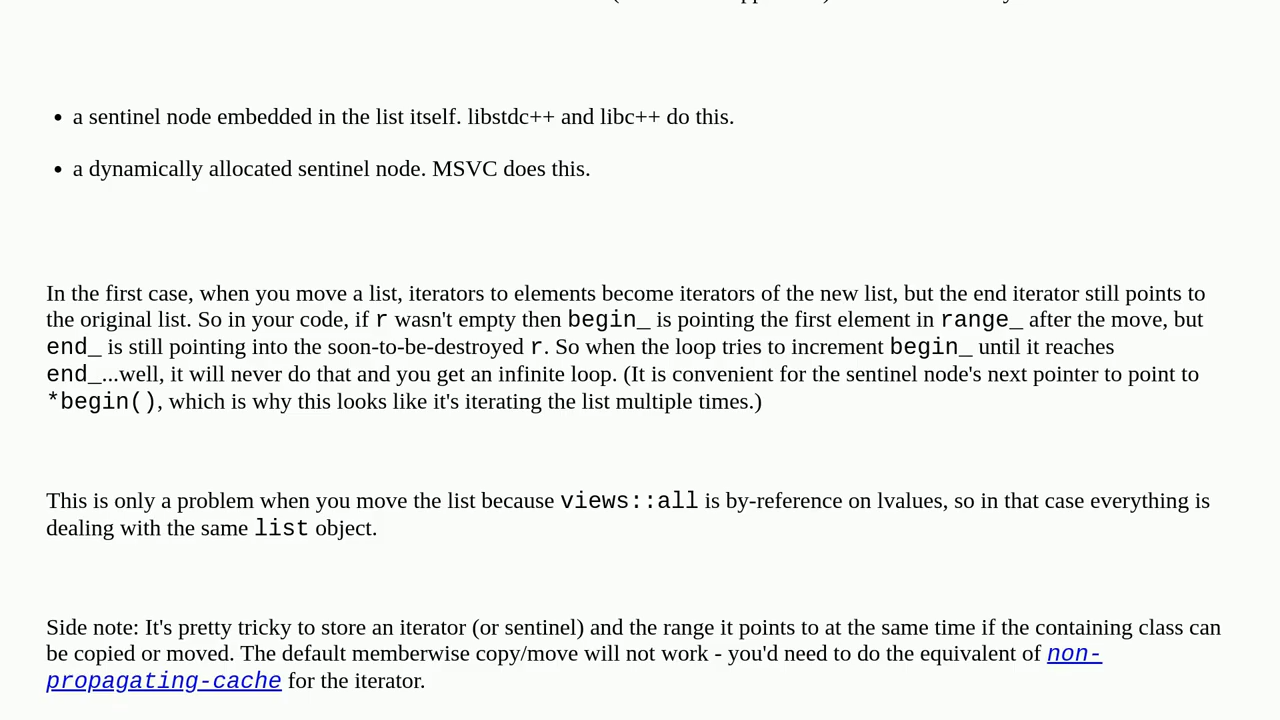 a sentinel node embedded in the list itself. libstdc++ and libc++ do this.
a dynamically allocated sentinel node. MSVC does this.
In the first case, when you move a list, iterators to elements become iterators of the new list, but the end iterator still points to
the original list. So in your code, if r wasn't empty then begin_ is pointing the first element in range_ after the move, but
end_ is still pointing into the soon-to-be-destroyed r. So when the loop tries to increment begin_ until it reaches
end_...well, it will never do that and you get an infinite loop. (It is convenient for the sentinel node's next pointer to point to
*begin(), which is why this looks like it's iterating the list multiple times.)
This is only a problem when you move the list because views::all is by-reference on lvalues, so in that case everything is
dealing with the same list object.
Side note: It's pretty tricky to store an iterator (or sentinel) and the range it points to at the same time if the containing class can
be copied or moved. The default memberwise copy/move will not work - you'd need to do the equivalent of non-
propagating-cache for the iterator.